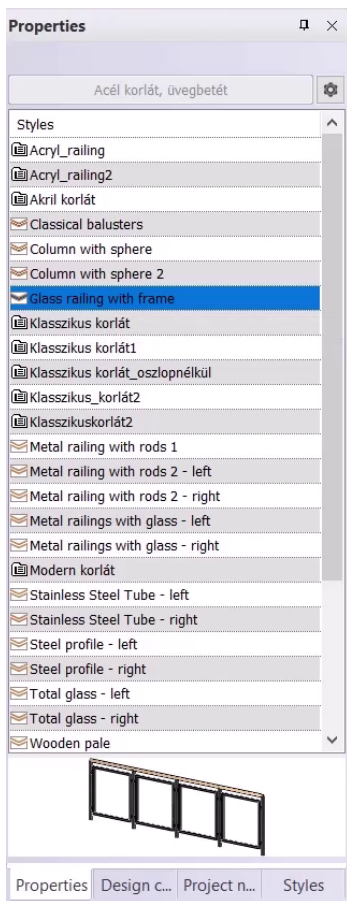 Properties
Acél korlát, üvegbetét
Styles
Acryl_railing
Acryl_railing2
Akril korlát
Classical balusters
Column with sphere
Column with sphere 2
Glass railing with frame
Klasszikus korlát
Klasszikus korlát1
Klasszikus korlát_oszlopnélkül
Klasszikus_korlát2
Klasszikuskorlát2
Metal railing with rods 1
Metal railing with rods 2 - left
Metal railing with rods 2 - right
Metal railings with glass - left
Metal railings with glass - right
Modern korlát
Stainless Steel Tube - left
Stainless Steel Tube - right
Steel profile - left
Steel profile - right
Total glass - left
Total glass - right
Wooden pale
Properties Design c... Project n... Styles